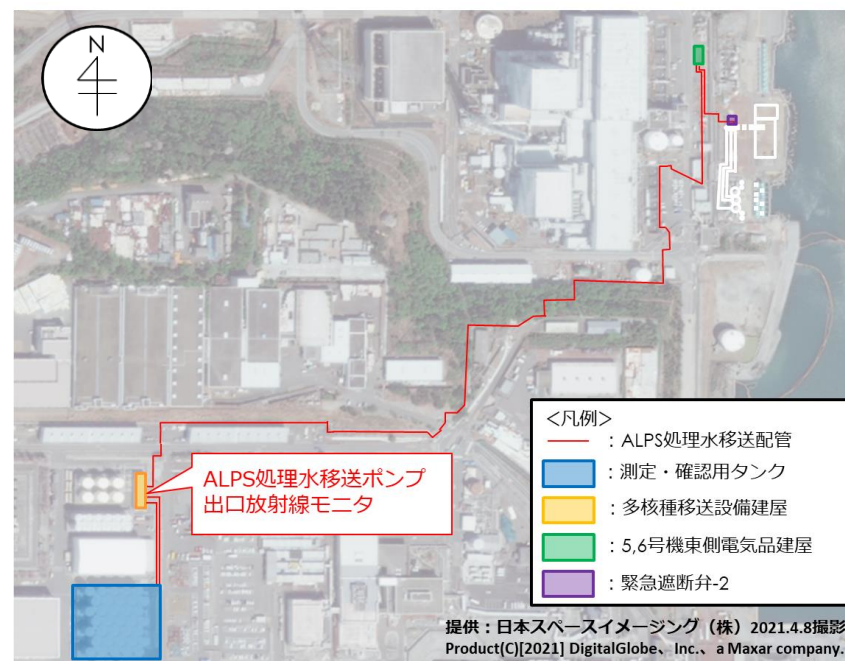 N
ALPS処理水移送ポンプ
出口放射線モニタ
<凡例>
：ALPS処理水移送配管
：測定・確認用タンク
：多核種移送設備建屋
：5,6号機東側電気品建屋
：緊急遮断弁-2
提供：日本スペースイメージング（株）2021.4.8撮影
Product(C)[2021] DigitalGlobe、Inc.、a Maxar company.